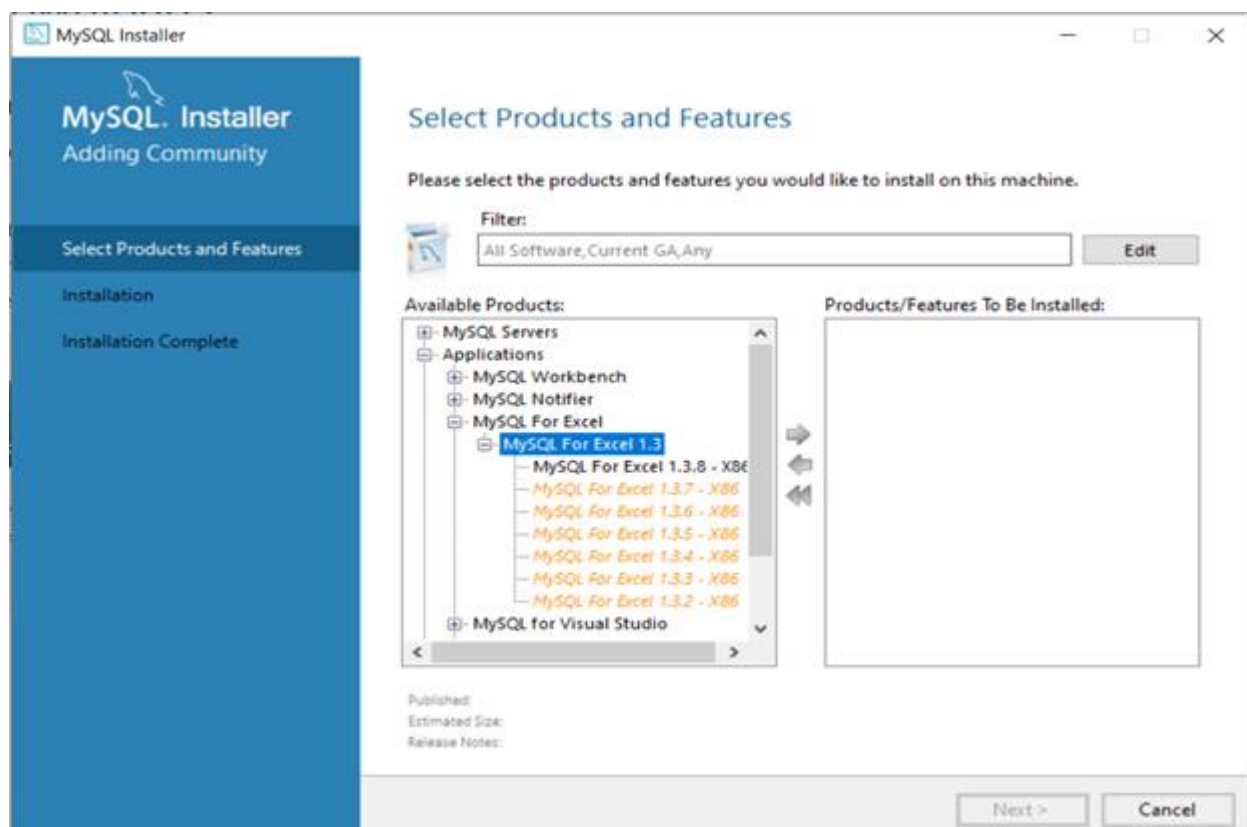 MySQL Installer
MySQL. Installer
Adding Community
Select Products and Features
Installation
Installation Complete
Select Products and Features
Please select the products and features you would like to install on this machine.
Filter:
All Software,Current GA,Any
Edit
Available Products:
MySQL Servers
Applications
MySQL Workbench
MySQL Notifier
MySQL For Excel
MySQL For Excel 1.3
MySQL For Excel 1.3.8 - X86
MySQL For Excel 1.3.7 - X86
MySQL For Excel 1.3.6 - X86
MySQL For Excel 1.3.5 - X86
MySQL For Excel 1.3.4 - X86
MySQL For Excel 1.3.3 - X86
MySQL For Excel 1.3.2 - X86
MySQL for Visual Studio
Products/Features To Be Installed:
Published:
Estimated Size:
Release Notes:
Next >
Cancel